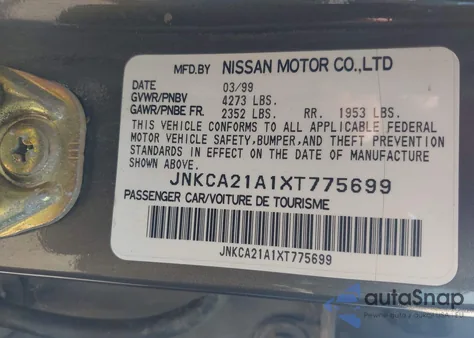 MFD.BY NISSAN MOTOR CO.,LTD
DATE 03/99
GVWR/PNBV 4273 LBS.
GAWR/PNBE FR. 2352 LBS. RR. 1953 LBS.
THIS VEHICLE CONFORMS TO ALL APPLICABLE FEDERAL
MOTOR VEHICLE SAFETY,BUMPER,AND THEFT PREVENTION
STANDARDS IN EFFECT ON THE DATE OF MANUFACTURE
SHOWN ABOVE.
JNKCA21A1XT775699
PASSENGER CAR/VOITURE DE TOURISME
JNKCA21A1XT775699
autoSnap